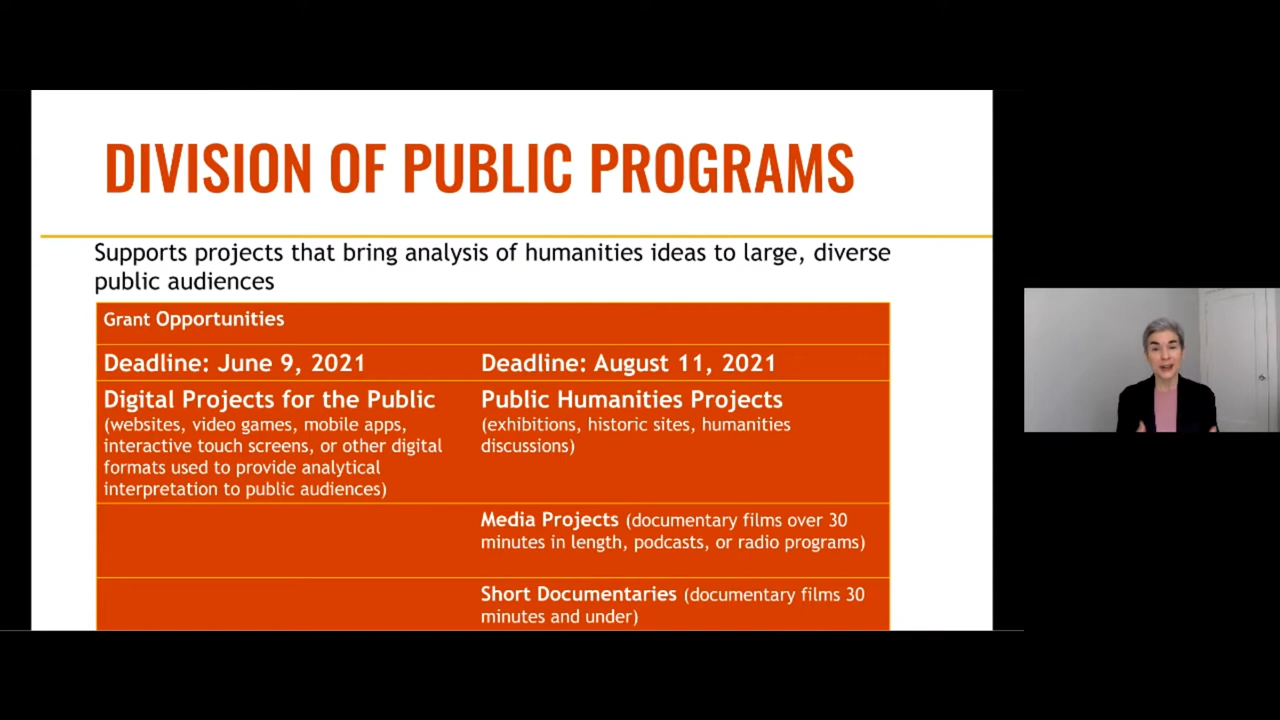 DIVISION OF PUBLIC PROGRAMS
Supports projects that bring analysis of humanities ideas to large, diverse
public audiences
Grant Opportunities
Deadline: June 9, 2021
Deadline: August 11, 2021
Digital Projects for the Public
(websites, video games, mobile apps,
interactive touch screens, or other digital
formats used to provide analytical
interpretation to public audiences)
Public Humanities Projects
(exhibitions, historic sites, humanities
discussions)
Media Projects (documentary films over 30
minutes in length, podcasts, or radio programs)
Short Documentaries (documentary films 30
minutes and under)